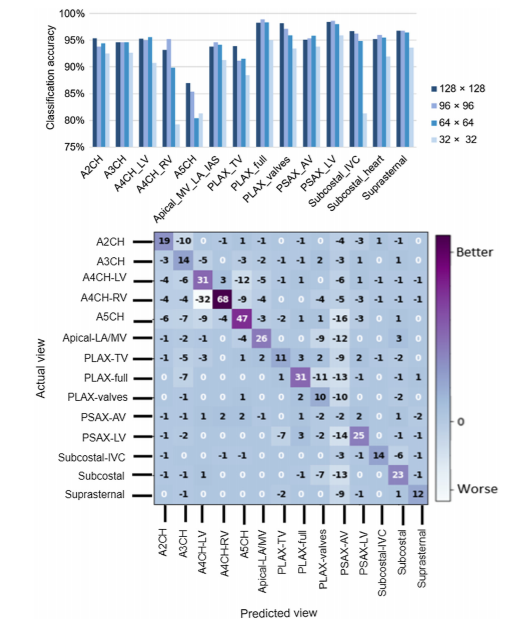 Classification accuracy
100%
95%
90%
85%
80%
75%
128 × 128
96 × 96
64 × 64
32 × 32
A2CH
A3CH
A4CH_LV
A4CH_RV
A5CH
Apical_MV_LA_IAS
PLAX_TV
PLAX_full
PLAX_valves
PSAX_AV
PSAX_LV
Subcostal_IVC
Subcostal_heart
Suprasternal
Actual view
A2CH 19 -10 0 -1 1 -1 0 -1 0 -4 -3 1 -1 0
A3CH -3 14 -5 0 -3 -2 -1 -1 2 -3 1 0 1 0
A4CH-LV -4 -6 31 3 -12 -5 -1 1 0 -6 1 -1 -1 -1
A4CH-RV -4 -4 -32 68 -9 -4 0 0 -4 -5 -3 -1 -1 -1
A5CH -6 -7 -9 -4 47 -3 -2 1 1 -16 -3 0 1 0
Apical-LA/MV -1 -2 -1 0 -4 26 0 0 -9 -12 0 0 3 0
PLAX-TV -1 -5 -3 0 1 2 11 3 2 -9 2 -1 -2 0
PLAX-full 0 -7 0 0 0 0 1 31 -11 -13 -1 0 -1 1
PLAX-valves 0 -1 0 0 1 0 0 2 10 -10 0 0 -2 0
PSAX-AV -1 -1 1 2 2 -1 0 1 -2 -2 2 0 1 -2
PSAX-LV -1 -2 0 0 0 0 -7 3 -2 -14 25 0 -1 -1
Subcostal-IVC -1 0 0 -1 -1 0 0 0 0 -3 -1 14 -6 -1
Subcostal -1 -1 1 0 0 0 0 -1 -7 -13 0 0 23 -1
Suprasternal 0 -1 0 0 0 0 -2 0 0 -9 -1 0 1 12
Better
0
Worse
A2CH
A3CH
A4CH-LV
A4CH-RV
A5CH
Apical-LA/MV
PLAX-TV
PLAX-full
PLAX-valves
PSAX-AV
PSAX-LV
Subcostal-IVC
Subcostal
Suprasternal
Predicted view